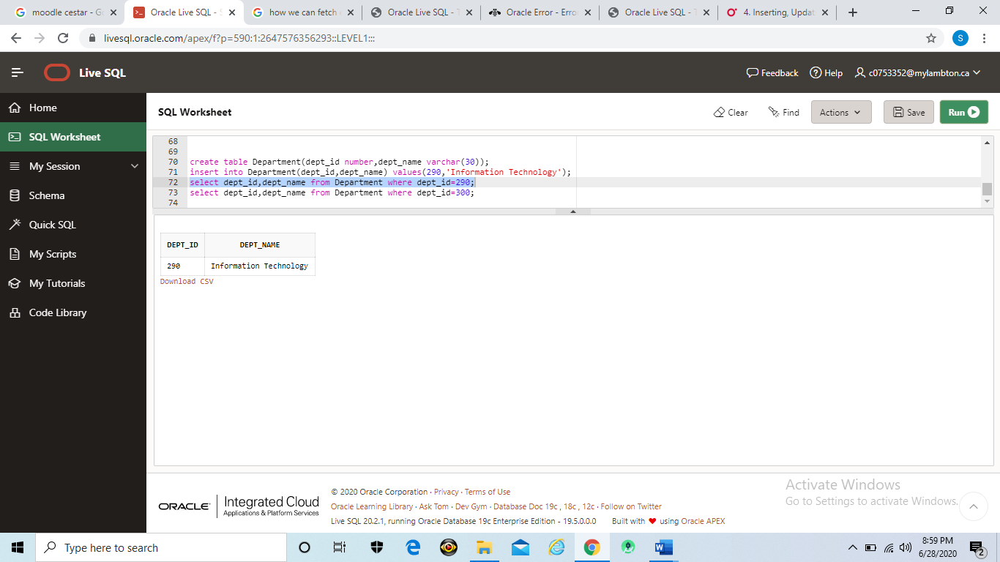 moodle cestar - G
Oracle Live SQL - S
how we can fetch
Oracle Live SQL - T
Oracle Error - Erro
Oracle Live SQL - T
4. Inserting, Updat
livesql.oracle.com/apex/f?p=590:1:2647576356293::LEVEL1:::
S
Live SQL
Feedback
Help
c0753352@mylambton.ca
Home
SQL Worksheet
My Session
Schema
Quick SQL
My Scripts
My Tutorials
Code Library
SQL Worksheet
Clear
Find
Actions
Save
Run
68
69
70 create table Department(dept_id number,dept_name varchar(30));
71 insert into Department(dept_id,dept_name) values(290,'Information Technology');
72 select dept_id,dept_name from Department where dept_id=290;
73 select dept_id,dept_name from Department where dept_id=300;
74
DEPT_ID DEPT_NAME
290 Information Technology
Download CSV
ORACLE Integrated Cloud
Applications & Platform Services
© 2020 Oracle Corporation · Privacy · Terms of Use
Oracle Learning Library · Ask Tom · Dev Gym · Database Doc 19c , 18c , 12c · Follow on Twitter
Live SQL 20.2.1, running Oracle Database 19c Enterprise Edition - 19.5.0.0.0 Built with ❤ using Oracle APEX
Activate Windows
Go to Settings to activate Windows.
Type here to search
8:59 PM
6/28/2020
2